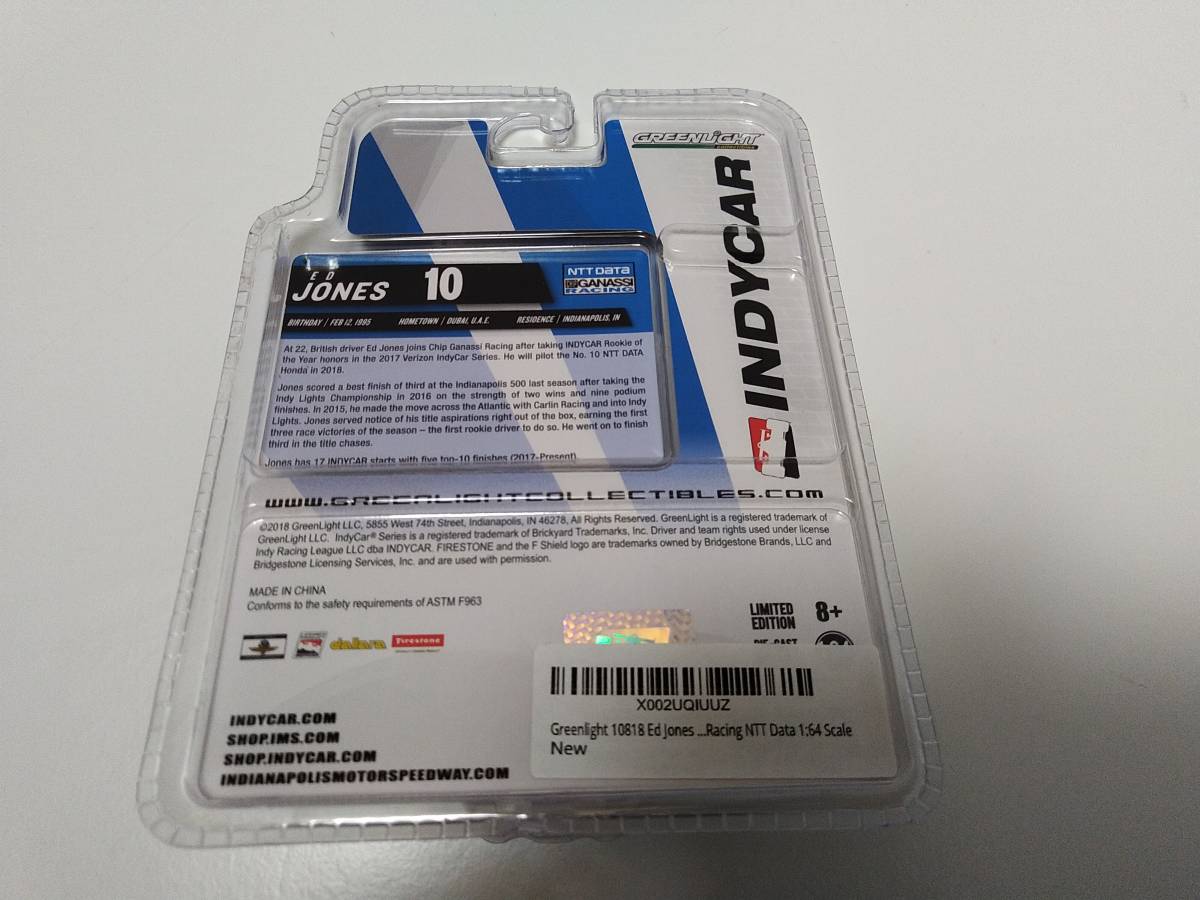 GREENLIGHT
collectibles
INDYCAR
ED
JONES
10
NTT DATA
CHIP GANASSI
RACING
BIRTHDAY / FEB 12, 1995 HOMETOWN / DUBAI, U.A.E. RESIDENCE / INDIANAPOLIS, IN
At 22, British driver Ed Jones joins Chip Ganassi Racing after taking INDYCAR Rookie of
the Year honors in the 2017 Verizon IndyCar Series. He will pilot the No. 10 NTT DATA
Honda in 2018.
Jones scored a best finish of third at the Indianapolis 500 last season after taking the
Indy Lights Championship in 2016 on the strength of two wins and nine podium
finishes. In 2015, he made the move across the Atlantic with Carlin Racing and into Indy
Lights. Jones served notice of his title aspirations right out of the box, earning the first
three race victories of the season – the first rookie driver to do so. He went on to finish
third in the title chases.
Jones has 17 INDYCAR starts with five top-10 finishes (2017-Present)
www.GREENLIGHTCOLLECTIBLES.COM
©2018 GreenLight LLC, 5855 West 74th Street, Indianapolis, IN 46278, All Rights Reserved. GreenLight is a registered trademark of
GreenLight LLC. IndyCar® Series is a registered trademark of Brickyard Trademarks, Inc. Driver and team rights used under license
Indy Racing League LLC dba INDYCAR. FIRESTONE and the F Shield logo are trademarks owned by Bridgestone Brands, LLC and
Bridgestone Licensing Services, Inc. and are used with permission.
MADE IN CHINA
Conforms to the safety requirements of ASTM F963
LIMITED
EDITION
8+
DIE-CAST
dallara
Firestone
X002UQIUUZ
Greenlight 10818 Ed Jones ...Racing NTT Data 1:64 Scale
New
INDYCAR.COM
SHOP.IMS.COM
SHOP.INDYCAR.COM
INDIANAPOLISMOTORSPEEDWAY.COM